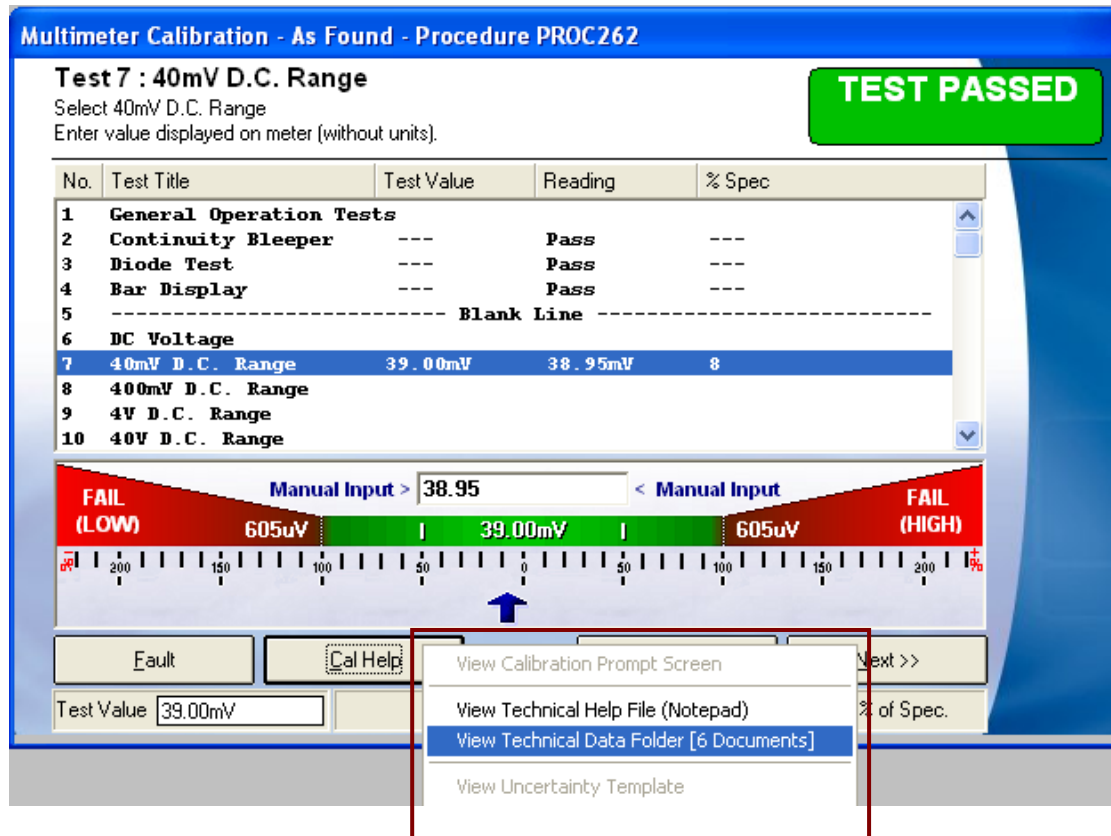 Multimeter Calibration - As Found - Procedure PROC262
Test 7 : 40mV D.C. Range
TEST PASSED
Select 40mV D.C. Range
Enter value displayed on meter (without units).
No. Test Title Test Value Reading % Spec
1 General Operation Tests
2 Continuity Bleeper --- Pass ---
3 Diode Test --- Pass ---
4 Bar Display --- Pass ---
5 --------------------------- Blank Line ---------------------------
6 DC Voltage
7 40mV D.C. Range 39.00mV 38.95mV 8
8 400mV D.C. Range
9 4V D.C. Range
10 40V D.C. Range
Manual Input > 38.95 < Manual Input
FAIL FAIL
(LOW) 605uV 39.00mV 605uV (HIGH)
-% 200 150 100 50 0 50 100 150 200 +%
Fault Cal Help Next >>
Test Value 39.00mV % of Spec.
View Calibration Prompt Screen
View Technical Help File (Notepad)
View Technical Data Folder [6 Documents]
View Uncertainty Template